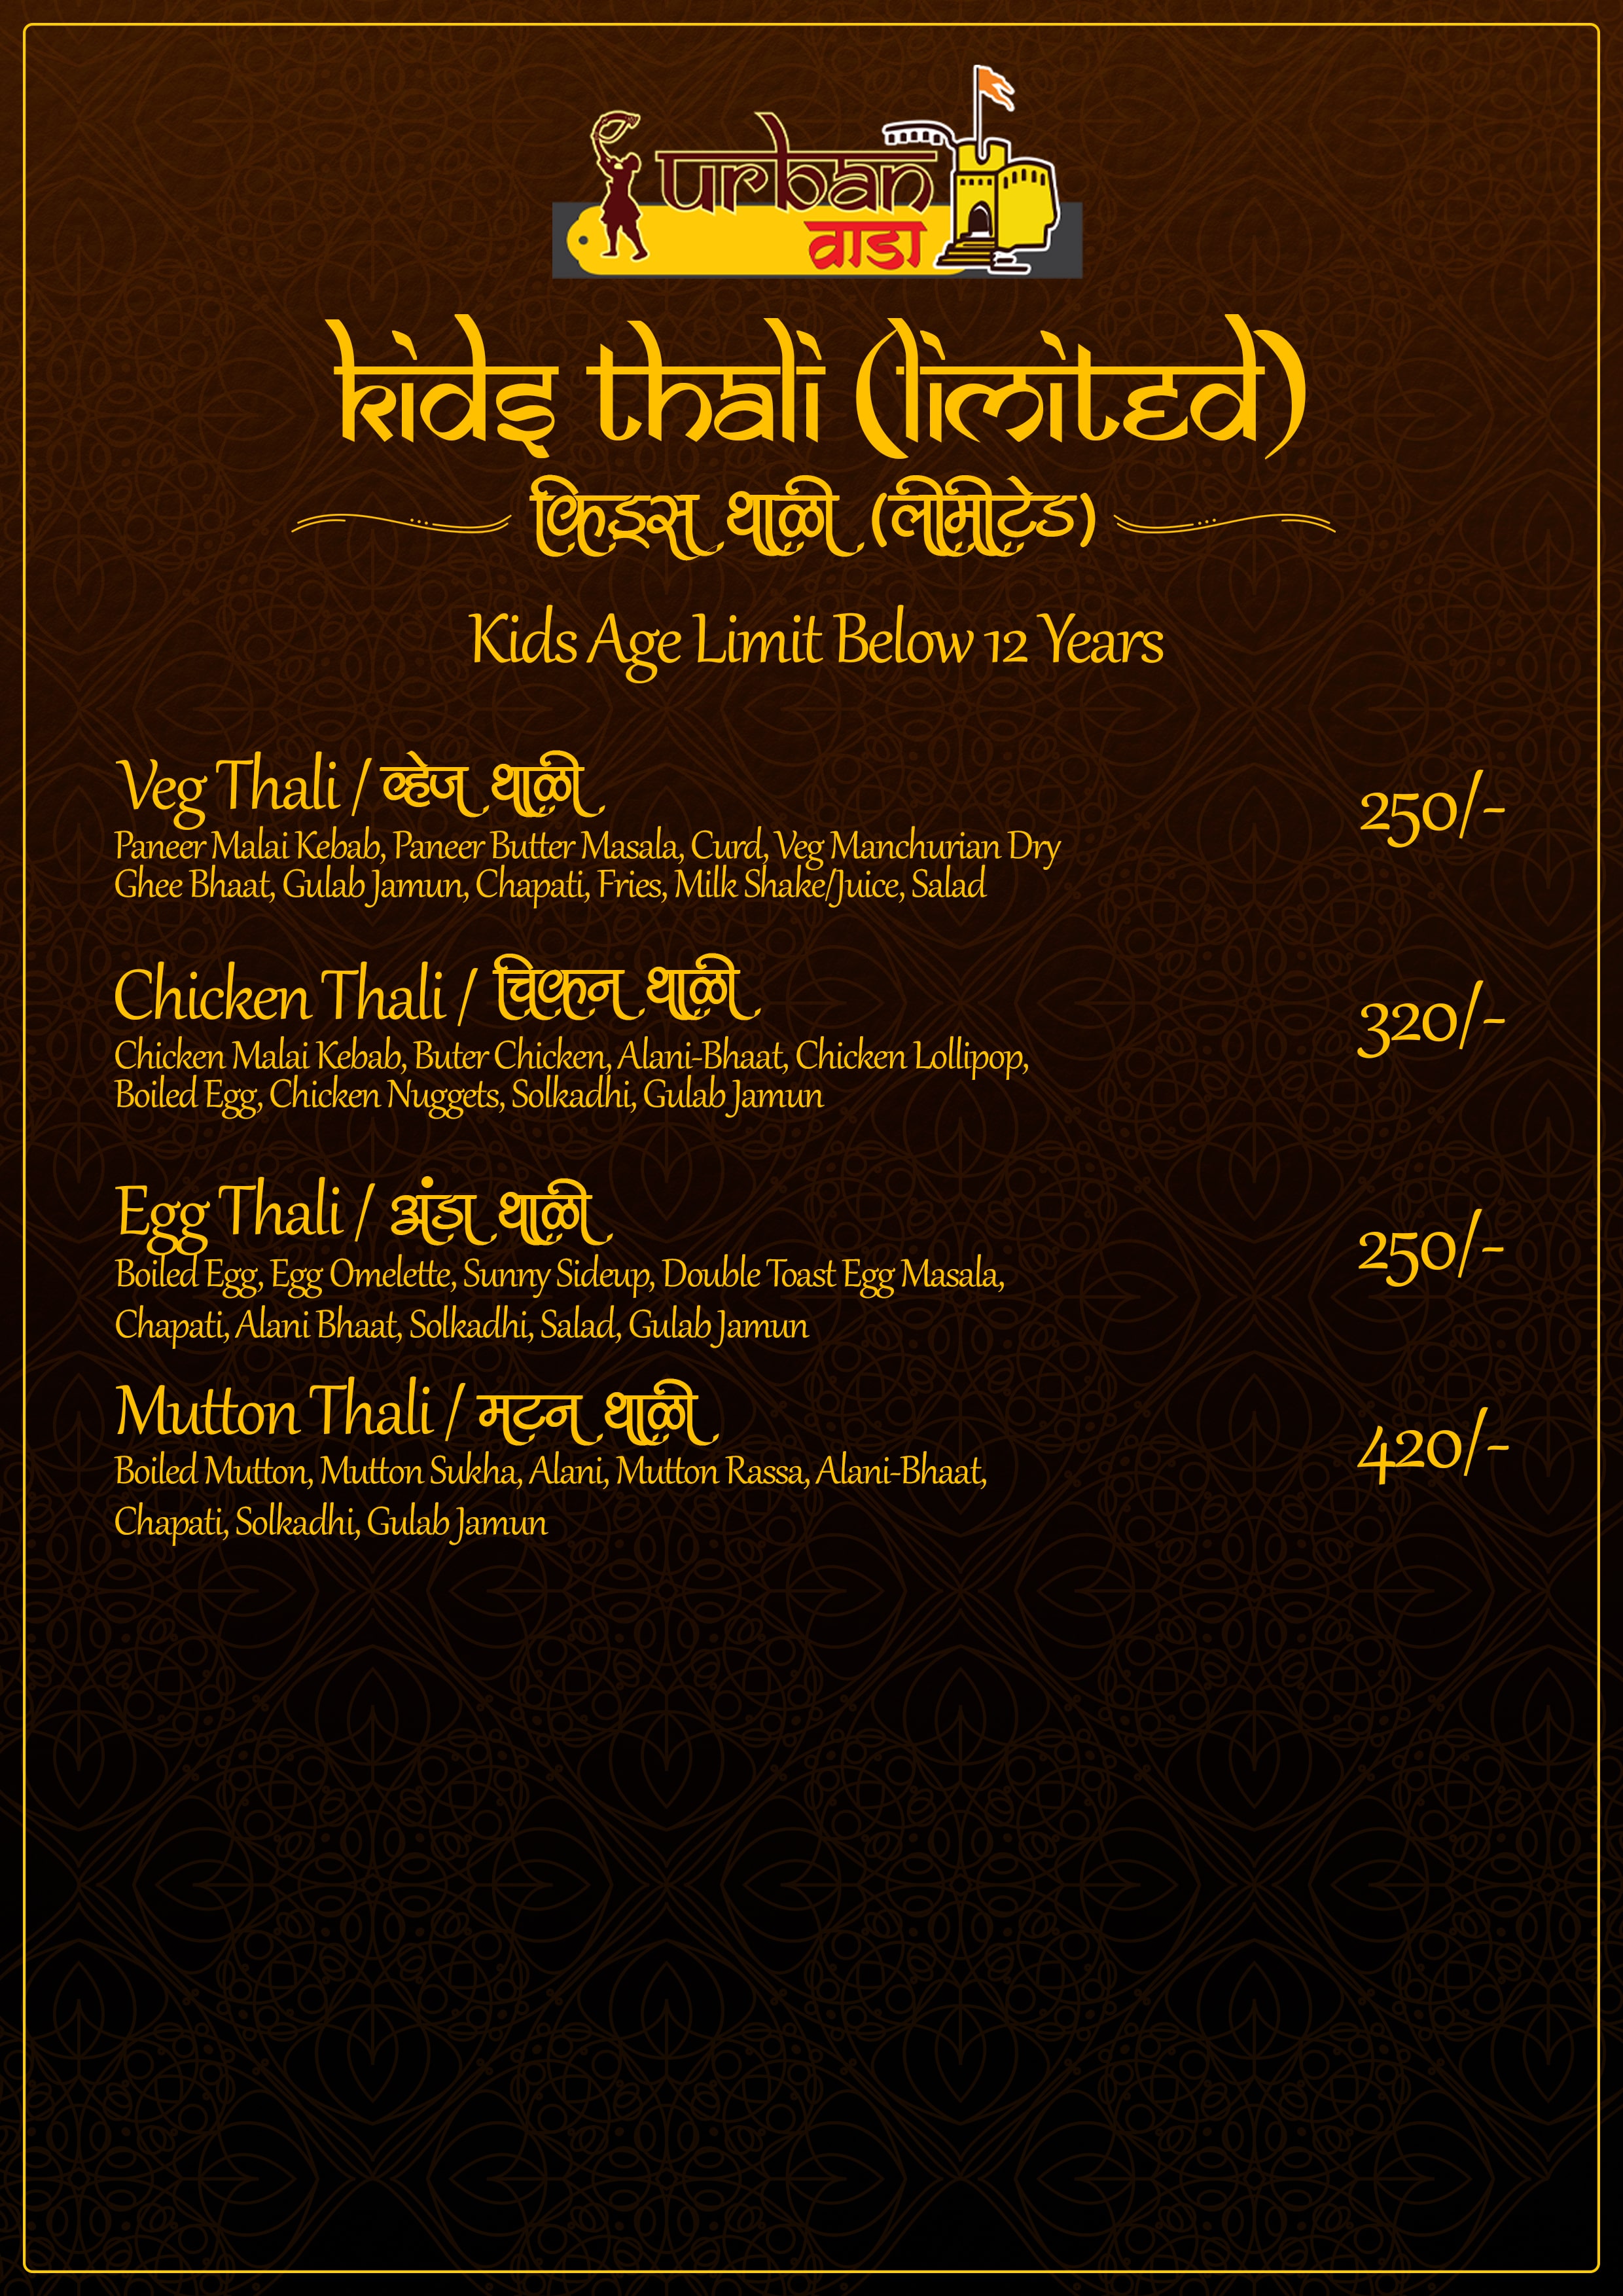 urban
वाडा
Kids Thali (Limited)
किड्स थाळी (लीमीटेड)
Kids Age Limit Below 12 Years
Veg Thali / व्हेज थाळी
250/-
Paneer Malai Kebab, Paneer Butter Masala, Curd, Veg Manchurian Dry
Ghee Bhaat, Gulab Jamun, Chapati, Fries, Milk Shake/Juice, Salad
Chicken Thali / चिकन थाळी
320/-
Chicken Malai Kebab, Buter Chicken, Alani-Bhaat, Chicken Lollipop,
Boiled Egg, Chicken Nuggets, Solkadhi, Gulab Jamun
Egg Thali / अंडा थाळी
250/-
Boiled Egg, Egg Omelette, Sunny Sideup, Double Toast Egg Masala,
Chapati, Alani Bhaat, Solkadhi, Salad, Gulab Jamun
Mutton Thali / मटन थाळी
420/-
Boiled Mutton, Mutton Sukha, Alani, Mutton Rassa, Alani-Bhaat,
Chapati, Solkadhi, Gulab Jamun